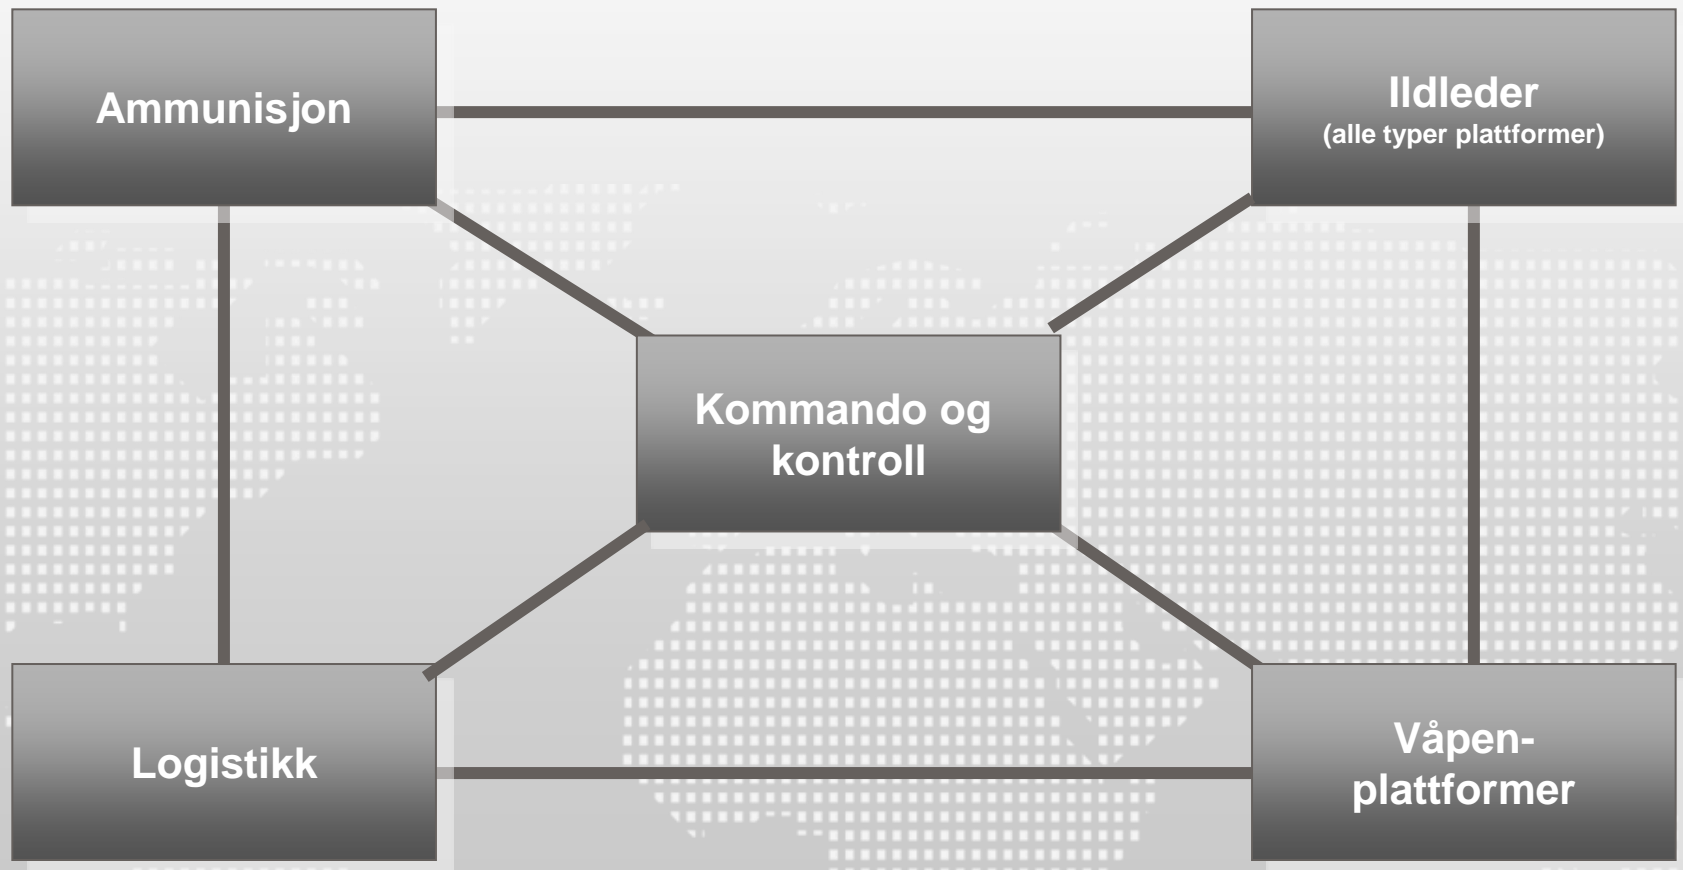 Ammunisjon
Ildleder
(alle typer plattformer)
Kommando og
kontroll
Logistikk
Våpen-
plattformer